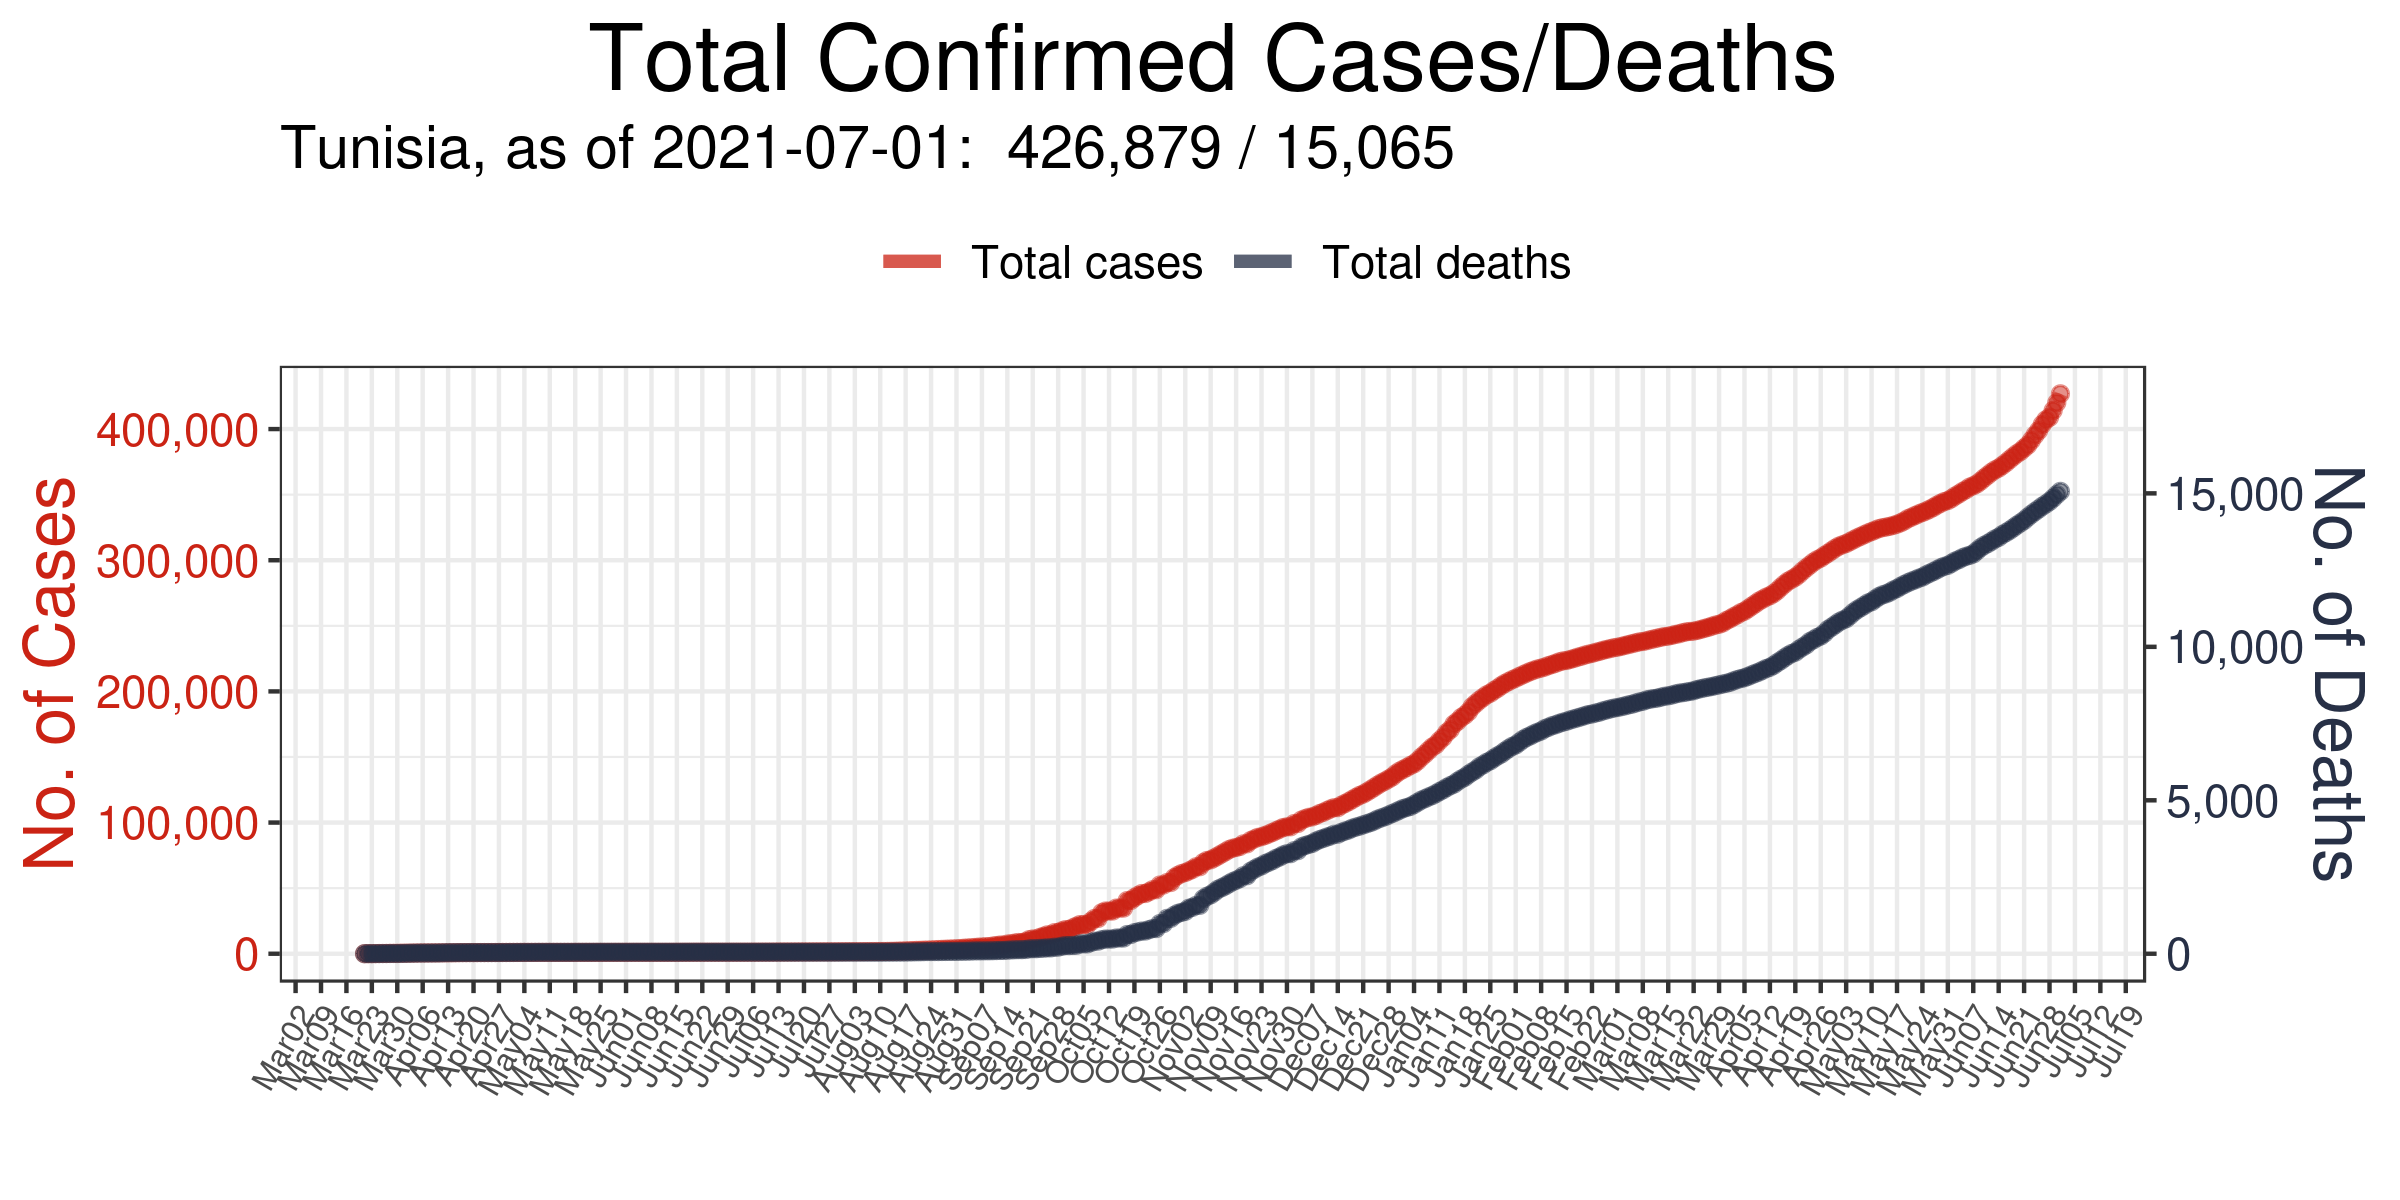 Total Confirmed Cases/Deaths
Tunisia, as of 2021-07-01:  426,879 / 15,065
Total cases
Total deaths
No. of Cases
400,000
300,000
200,000
100,000
0
15,000
10,000
5,000
0
No. of Deaths
Mar02
Mar09
Mar16
Mar23
Mar30
Apr06
Apr13
Apr20
Apr27
May04
May11
May18
May25
Jun01
Jun08
Jun15
Jun22
Jun29
Jul06
Jul13
Jul20
Jul27
Aug03
Aug10
Aug17
Aug24
Aug31
Sep07
Sep14
Sep21
Sep28
Oct05
Oct12
Oct19
Oct26
Nov02
Nov09
Nov16
Nov23
Nov30
Dec07
Dec14
Dec21
Dec28
Jan04
Jan11
Jan18
Jan25
Feb01
Feb08
Feb15
Feb22
Mar01
Mar08
Mar15
Mar22
Mar29
Apr05
Apr12
Apr19
Apr26
May03
May10
May17
May24
May31
Jun07
Jun14
Jun21
Jun28
Jul05
Jul12
Jul19